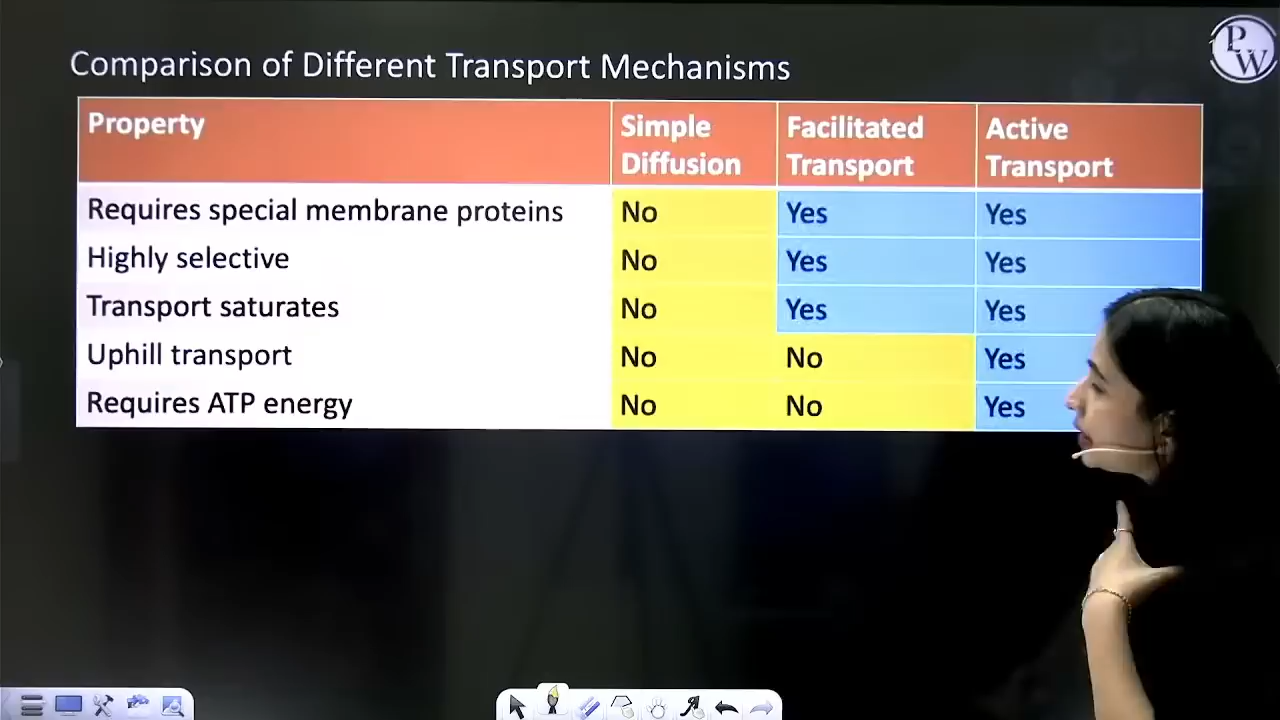 Comparison of Different Transport Mechanisms
Property Simple Diffusion Facilitated Transport Active Transport
Requires special membrane proteins No Yes Yes
Highly selective No Yes Yes
Transport saturates No Yes Yes
Uphill transport No No Yes
Requires ATP energy No No Yes
PW